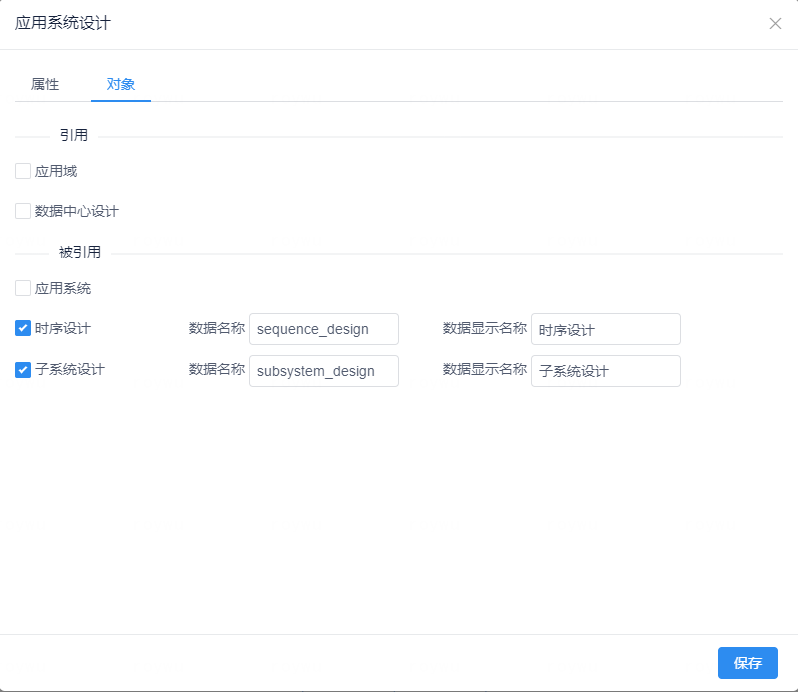 应用系统设计
属性 对象
引用
应用域
数据中心设计
被引用
应用系统
时序设计 数据名称 sequence_design 数据显示名称 时序设计
子系统设计 数据名称 subsystem_design 数据显示名称 子系统设计
保存